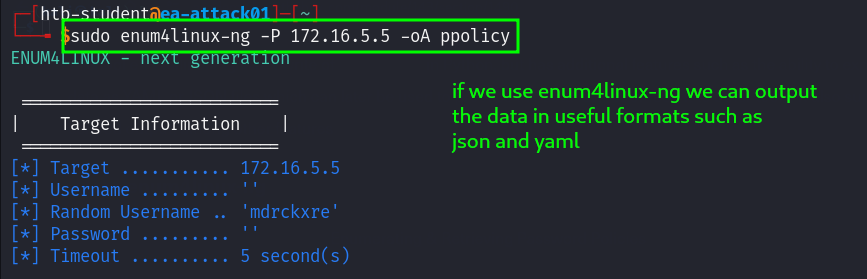 ┌─[htb-student@ea-attack01]─[~]
└──╼ $sudo enum4linux-ng -P 172.16.5.5 -oA ppolicy
ENUM4LINUX - next generation
if we use enum4linux-ng we can output
the data in useful formats such as
json and yaml
==========================
|    Target Information    |
==========================
[*] Target ........... 172.16.5.5
[*] Username ......... ''
[*] Random Username .. 'mdrckxre'
[*] Password ......... ''
[*] Timeout .......... 5 second(s)